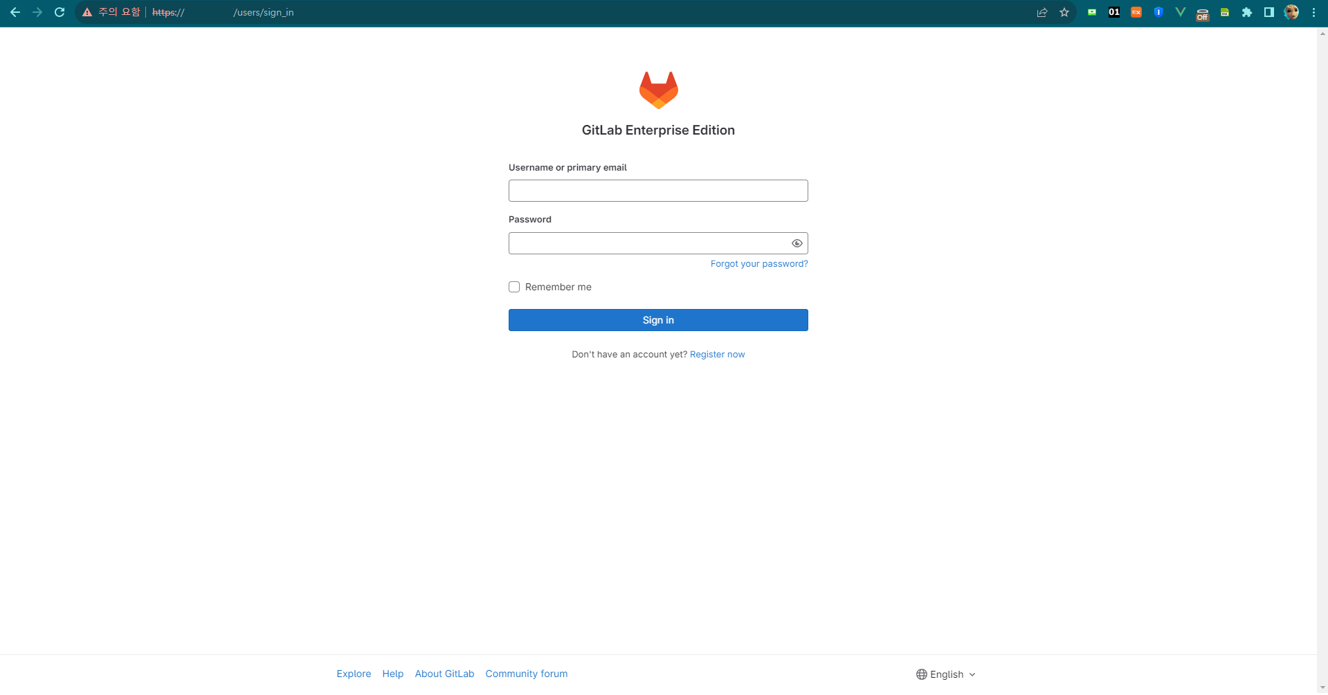 주의 요함 https:// /users/sign_in 01 Off
GitLab Enterprise Edition
Username or primary email
Password
Forgot your password?
Remember me
Sign in
Don't have an account yet? Register now
Explore Help About GitLab Community forum English